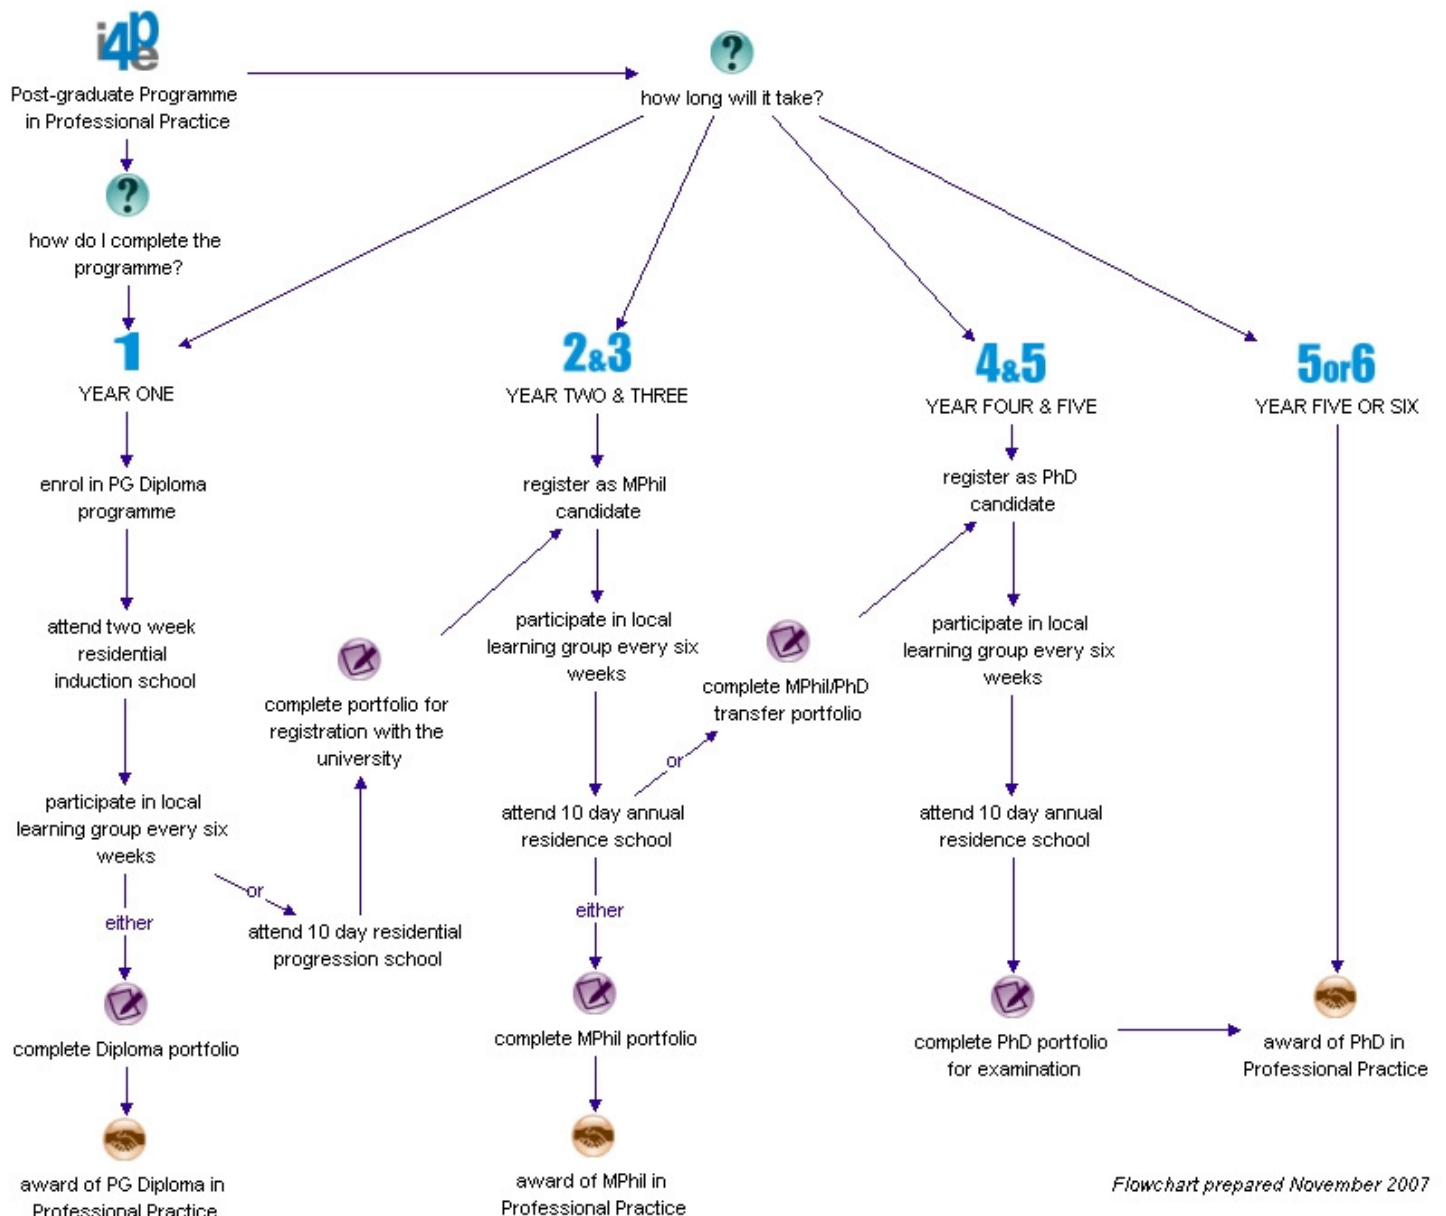 i4pe
Post-graduate Programme
in Professional Practice
?
how long will it take?
?
how do I complete the
programme?
1
YEAR ONE
enrol in PG Diploma
programme
attend two week
residential
induction school
participate in local
learning group every six
weeks
either
or
complete Diploma portfolio
award of PG Diploma in
Professional Practice
attend 10 day residential
progression school
complete portfolio for
registration with the
university
2&3
YEAR TWO & THREE
register as MPhil
candidate
participate in local
learning group every six
weeks
attend 10 day annual
residence school
either
or
complete MPhil portfolio
award of MPhil in
Professional Practice
complete MPhil/PhD
transfer portfolio
4&5
YEAR FOUR & FIVE
register as PhD
candidate
participate in local
learning group every six
weeks
attend 10 day annual
residence school
complete PhD portfolio
for examination
5or6
YEAR FIVE OR SIX
award of PhD in
Professional Practice
Flowchart prepared November 2007